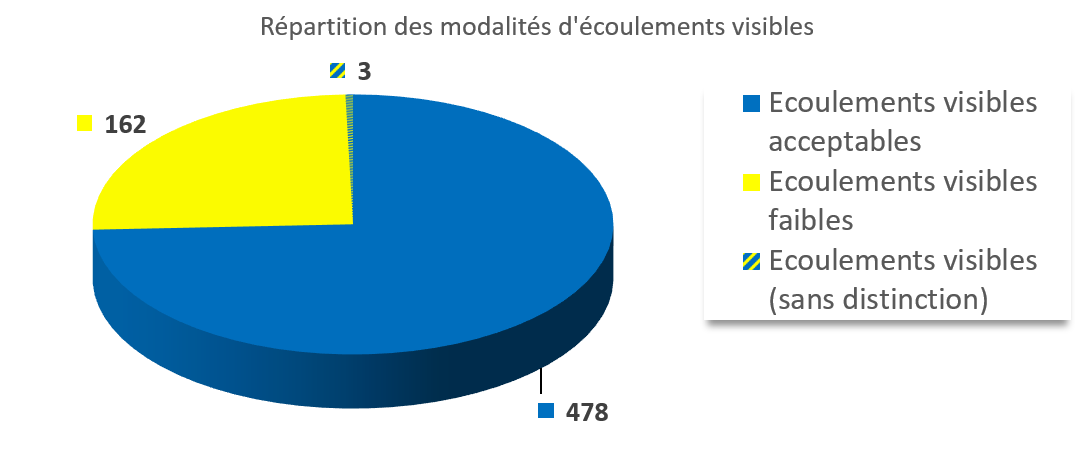 Répartition des modalités d'écoulements visibles
3
162
Ecoulements visibles
acceptables
Ecoulements visibles
faibles
Ecoulements visibles
(sans distinction)
478